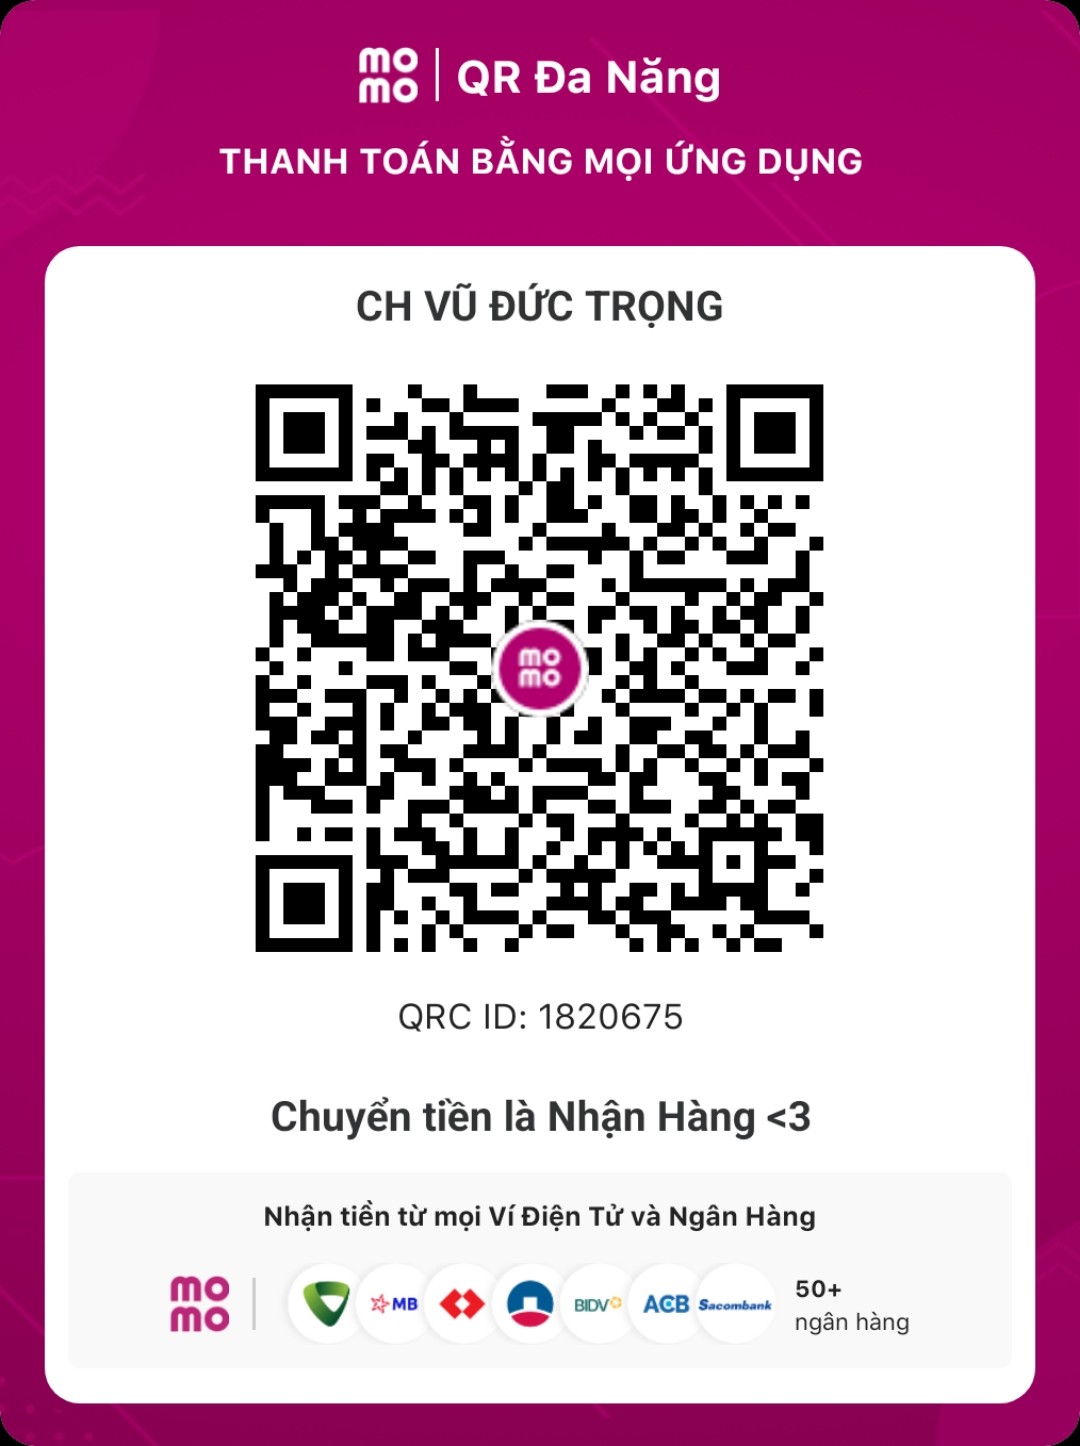 mo mo | QR Đa Năng
THANH TOÁN BẰNG MỌI ỨNG DỤNG
CH VŨ ĐỨC TRỌNG
mo
mo
QRC ID: 1820675
Chuyển tiền là Nhận Hàng <3
Nhận tiền từ mọi Ví Điện Tử và Ngân Hàng
mo mo | MB BIDV ACB Sacombank 50+
ngân hàng